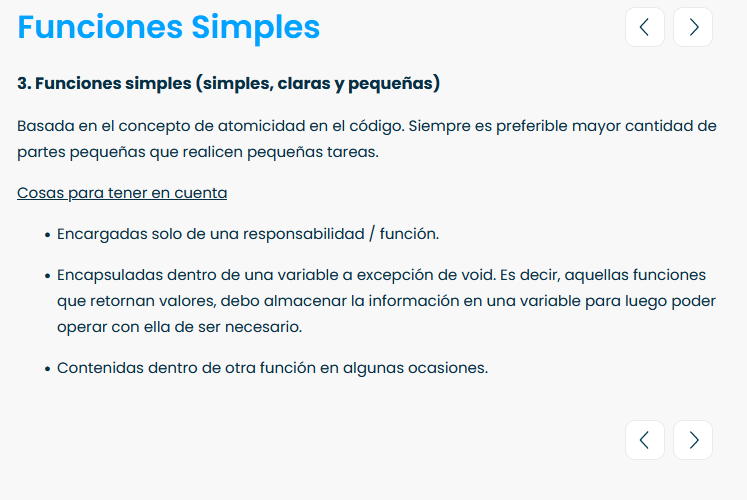 Funciones Simples
3. Funciones simples (simples, claras y pequeñas)
Basada en el concepto de atomicidad en el código. Siempre es preferible mayor cantidad de
partes pequeñas que realicen pequeñas tareas.
Cosas para tener en cuenta
• Encargadas solo de una responsabilidad / función.
• Encapsuladas dentro de una variable a excepción de void. Es decir, aquellas funciones
que retornan valores, debo almacenar la información en una variable para luego poder
operar con ella de ser necesario.
• Contenidas dentro de otra función en algunas ocasiones.